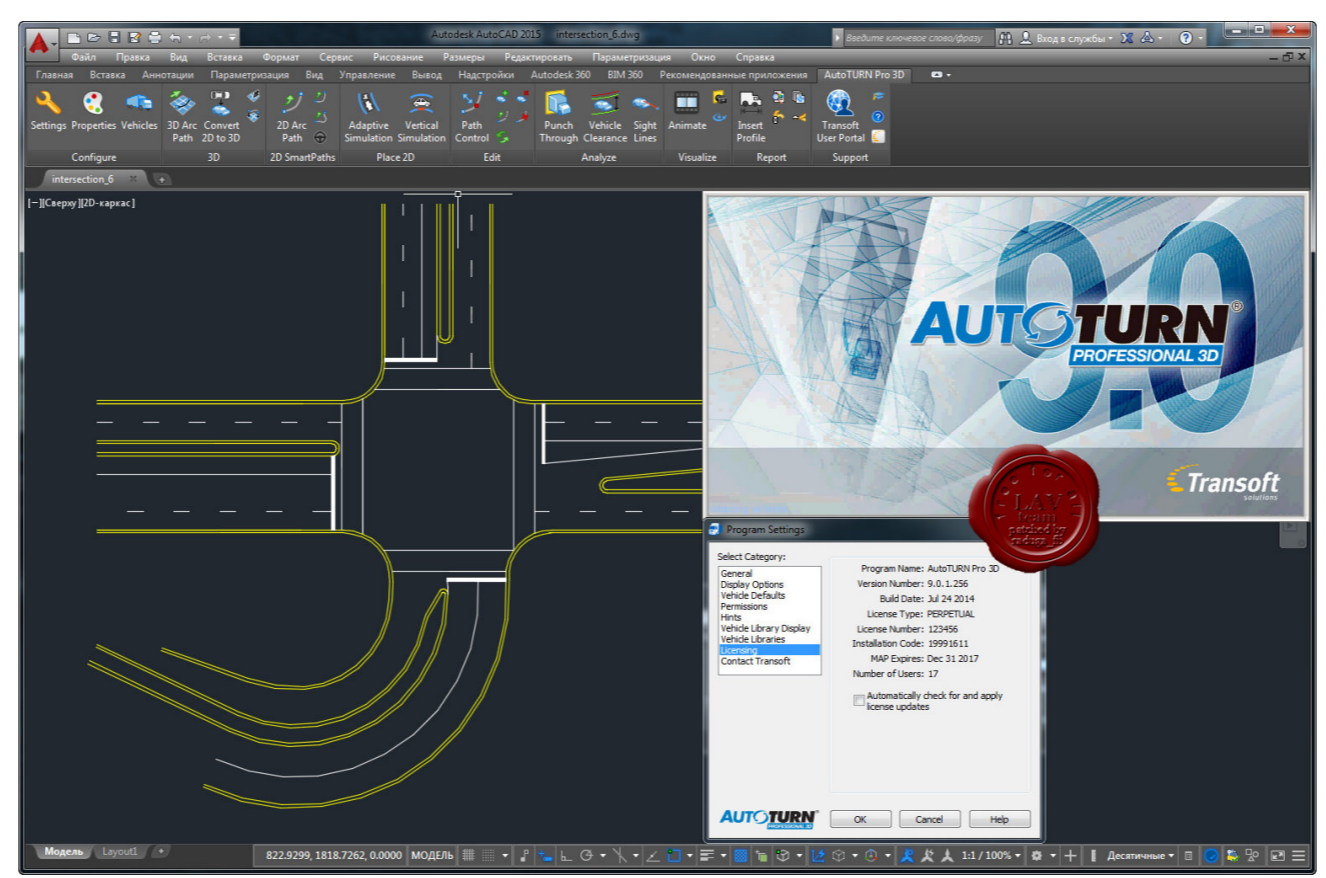 Autodesk AutoCAD 2015 intersection_6.dwg
Введите ключевое слово/фразу
Вход в службы
Файл Правка Вид Вставка Формат Сервис Рисование Размеры Редактировать Параметризация Окно Справка
Главная Вставка Аннотации Параметризация Вид Управление Вывод Надстройки Autodesk 360 BIM 360 Рекомендованные приложения AutoTURN Pro 3D
Settings Properties Vehicles 3D Arc Path Convert 2D to 3D 2D Arc Path Adaptive Simulation Vertical Simulation Path Control Punch Through Vehicle Clearance Sight Lines Animate Insert Profile Transoft User Portal
Configure 3D 2D SmartPaths Place 2D Edit Analyze Visualize Report Support
intersection_6
[−][Сверху][2D-каркас]
9.0
AUTOTURN®
PROFESSIONAL 3D
Transoft
solutions
LAV
team
patched by
Program Settings
Select Category:
General
Display Options
Vehicle Defaults
Permissions
Hints
Vehicle Library Display
Vehicle Libraries
Licensing
Contact Transoft
Program Name: AutoTURN Pro 3D
Version Number: 9.0.1.256
Build Date: Jul 24 2014
License Type: PERPETUAL
License Number: 123456
Installation Code: 19991611
MAP Expires: Dec 31 2017
Number of Users: 17
Automatically check for and apply
license updates
AUTOTURN
PROFESSIONAL 3D
OK Cancel Help
Модель Layout1
822.9299, 1818.7262, 0.0000 МОДЕЛЬ 1:1 / 100% Десятичные